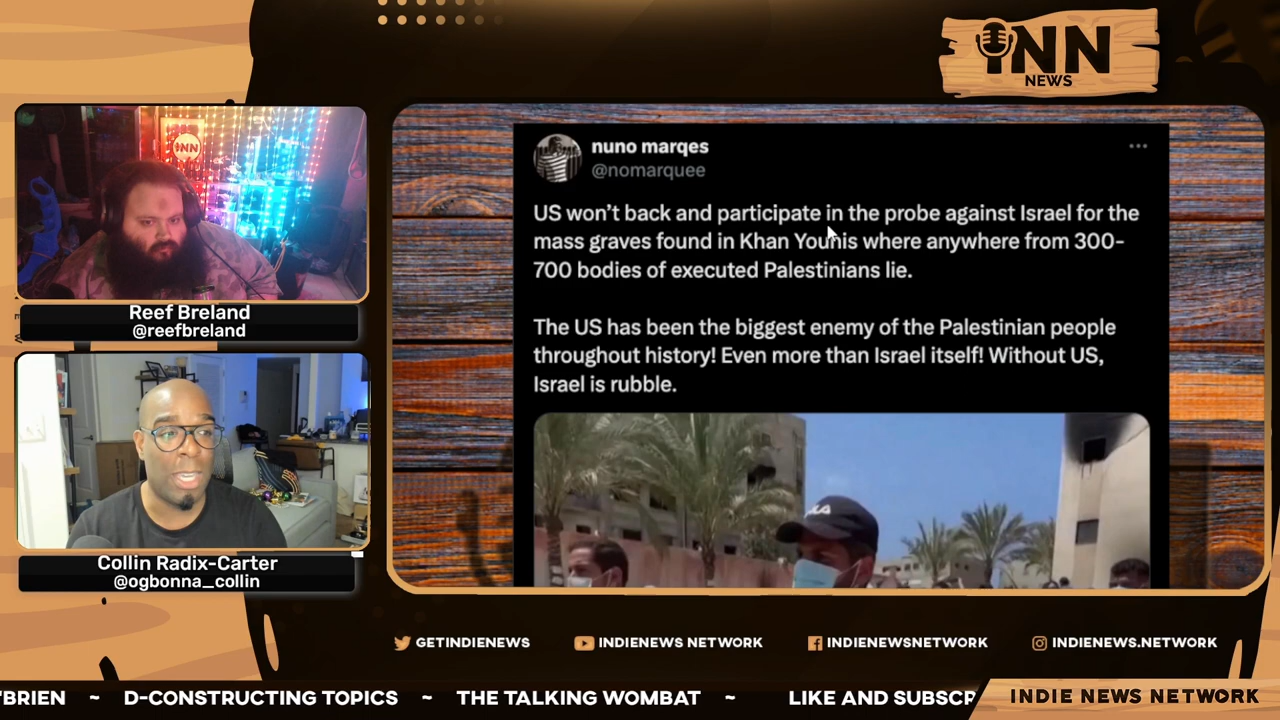 INN
NEWS
INN
Reef Breland
@reefbreland
Collin Radix-Carter
@ogbonna_collin
nuno marqes
@nomarquee
US won’t back and participate in the probe against Israel for the
mass graves found in Khan Younis where anywhere from 300-
700 bodies of executed Palestinians lie.
The US has been the biggest enemy of the Palestinian people
throughout history! Even more than Israel itself! Without US,
Israel is rubble.
GETINDIENEWS
INDIENEWS NETWORK
INDIENEWSNETWORK
INDIENEWS.NETWORK
'BRIEN ~ D-CONSTRUCTING TOPICS ~ THE TALKING WOMBAT ~ LIKE AND SUBSCR
INDIE NEWS NETWORK